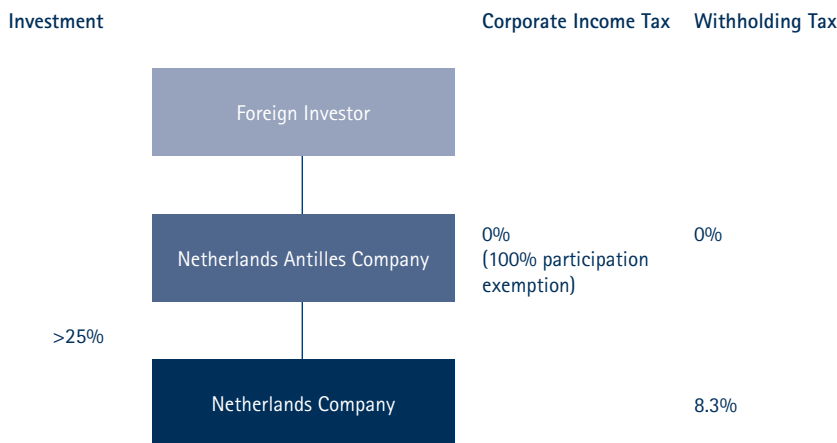 Investment
Corporate Income Tax
Withholding Tax
Foreign Investor
Netherlands Antilles Company
0%
(100% participation
exemption)
0%
>25%
Netherlands Company
8.3%